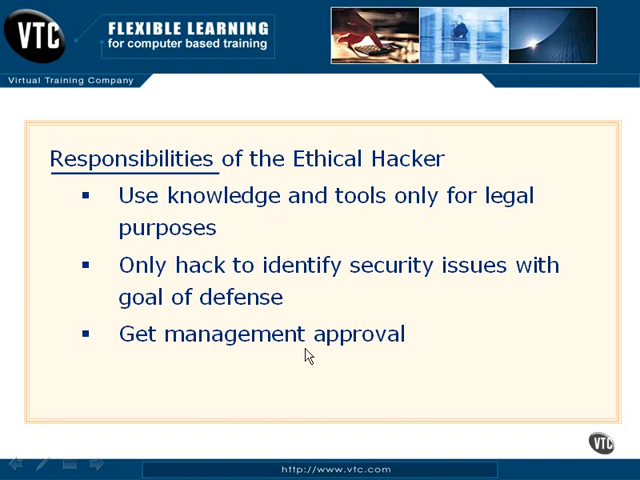 VTC
FLEXIBLE LEARNING
for computer based training
Virtual Training Company
Responsibilities of the Ethical Hacker
▪ Use knowledge and tools only for legal
purposes
▪ Only hack to identify security issues with
goal of defense
▪ Get management approval
VTC
http://www.vtc.com